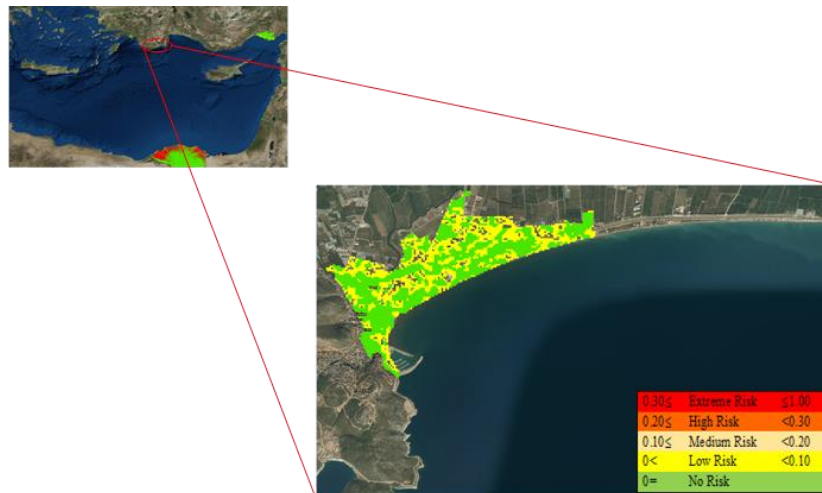 0.30≤ Extreme Risk ≤1.00
0.20≤ High Risk <0.30
0.10≤ Medium Risk <0.20
0< Low Risk <0.10
0= No Risk